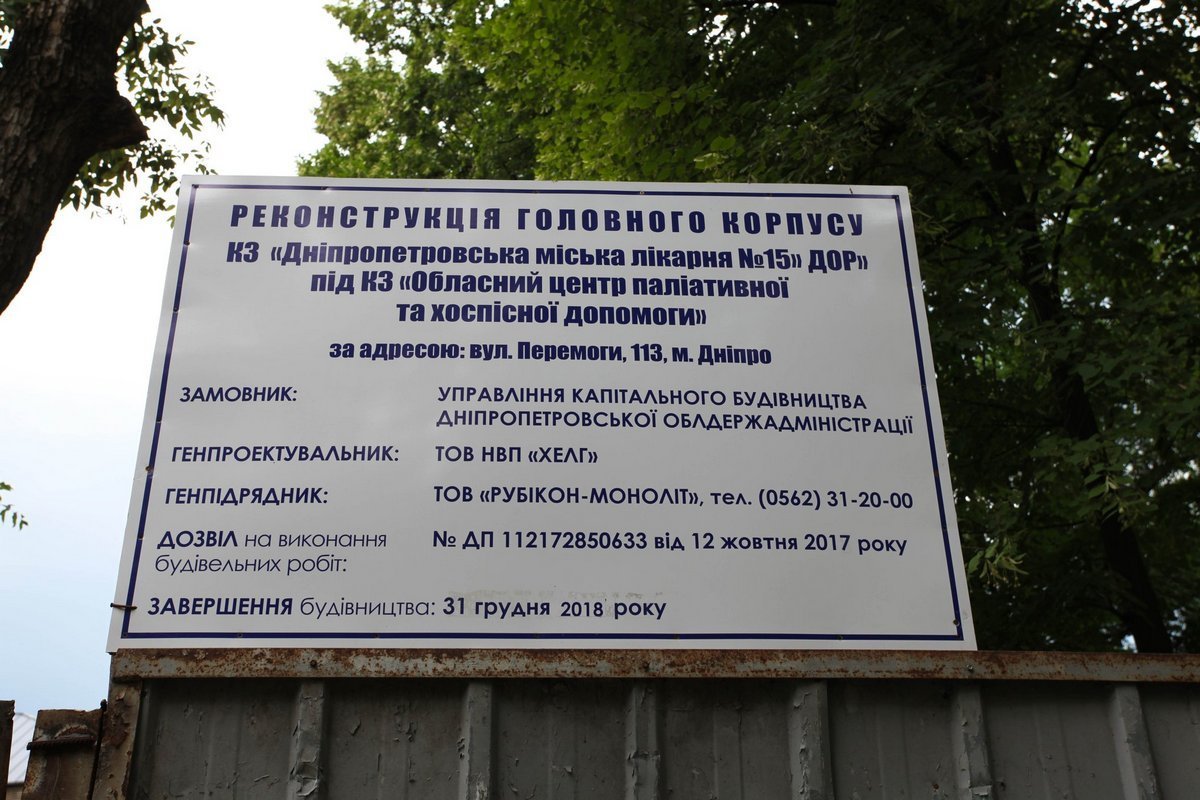 РЕКОНСТРУКЦІЯ ГОЛОВНОГО КОРПУСУ
КЗ «Дніпропетровська міська лікарня №15» ДОР»
під КЗ «Обласний центр паліативної
та хоспісної допомоги»
за адресою: вул. Перемоги, 113, м. Дніпро
ЗАМОВНИК: УПРАВЛІННЯ КАПІТАЛЬНОГО БУДІВНИЦТВА
ДНІПРОПЕТРОВСЬКОЇ ОБЛДЕРЖАДМІНІСТРАЦІЇ
ГЕНПРОЕКТУВАЛЬНИК: ТОВ НВП «ХЕЛГ»
ГЕНПІДРЯДНИК: ТОВ «РУБІКОН-МОНОЛІТ», тел. (0562) 31-20-00
ДОЗВІЛ на виконання № ДП 112172850633 від 12 жовтня 2017 року
будівельних робіт:
ЗАВЕРШЕННЯ будівництва: 31 грудня 2018 року